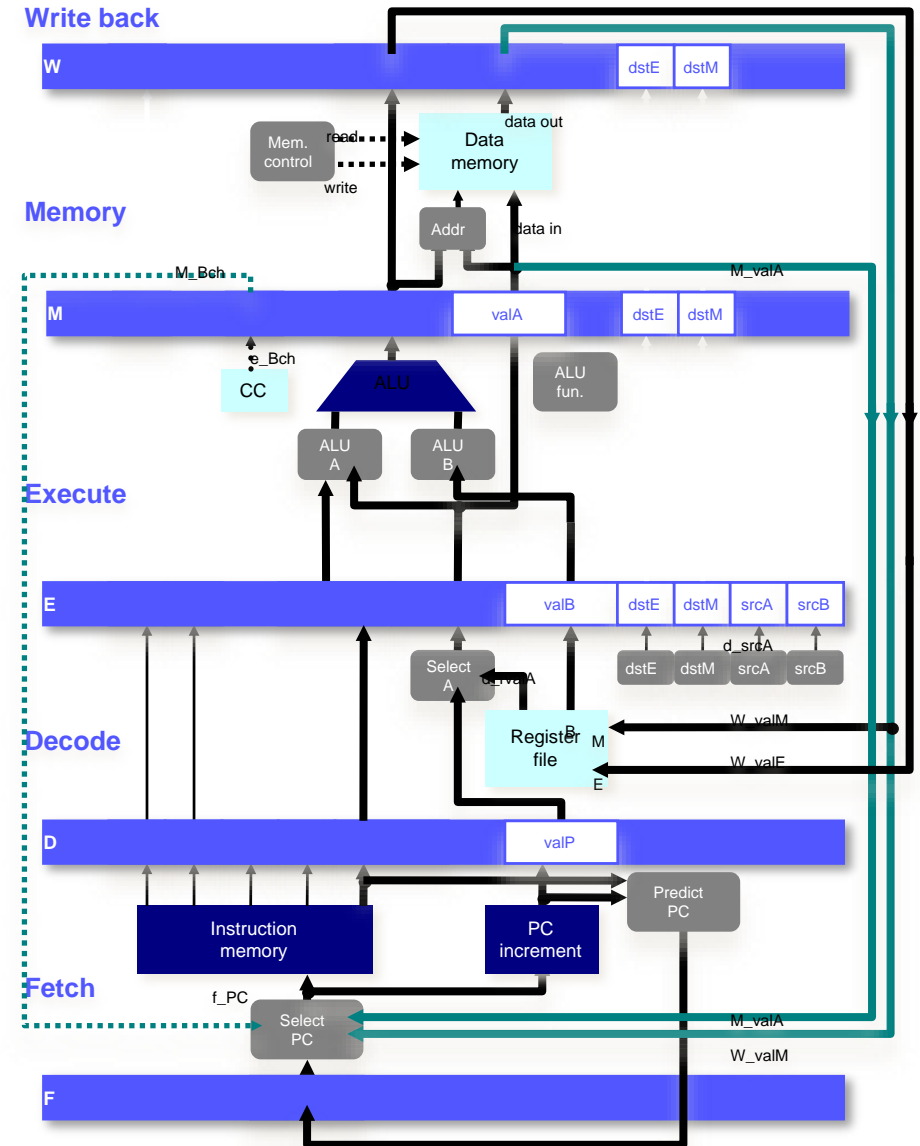 Write back
W
dstE
dstM
data out
Mem.
control
read
write
Data
memory
Memory
Addr
data in
M_Bch
M_valA
M
valA
dstE
dstM
e_Bch
CC
ALU
ALU
fun.
ALU
A
ALU
B
Execute
E
valB
dstE
dstM
srcA
srcB
d_srcA
dstE
dstM
srcA
srcB
Select
A
d_rvalA
Decode
B
Register
file
M
E
W_valM
W_valE
D
valP
Predict
PC
Instruction
memory
PC
increment
Fetch
f_PC
Select
PC
M_valA
W_valM
F